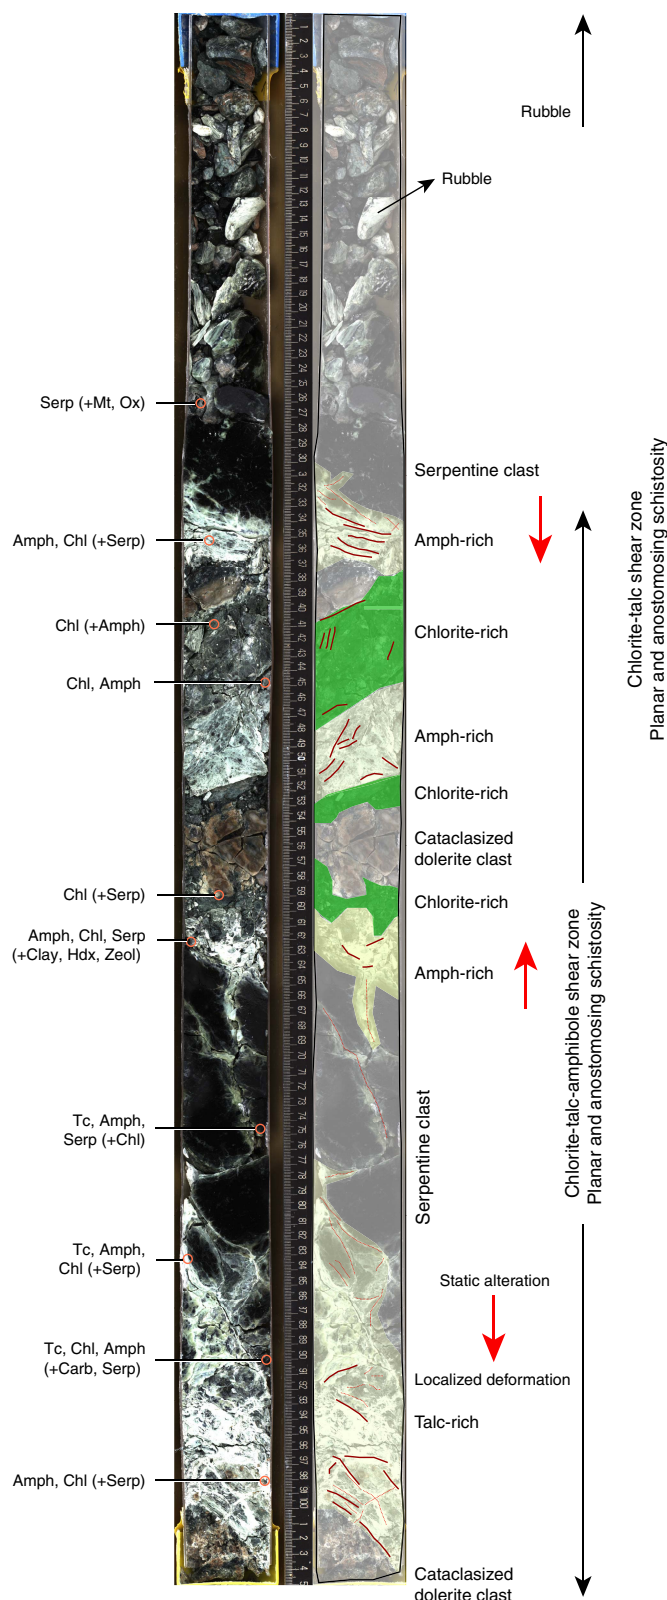 Rubble
Rubble
Serp (+Mt, Ox)
Serpentine clast
Amph, Chl (+Serp)
Amph-rich
Chl (+Amph)
Chlorite-rich
Chl, Amph
Amph-rich
Chlorite-rich
Cataclasized
dolerite clast
Chl (+Serp)
Chlorite-rich
Amph, Chl, Serp
(+Clay, Hdx, Zeol)
Amph-rich
Tc, Amph,
Serp (+Chl)
Serpentine clast
Tc, Amph,
Chl (+Serp)
Static alteration
Tc, Chl, Amph
(+Carb, Serp)
Localized deformation
Talc-rich
Amph, Chl (+Serp)
Cataclasized
dolerite clast
Chlorite-talc shear zone
Planar and anostomosing schistosity
Chlorite-talc-amphibole shear zone
Planar and anostomosing schistosity